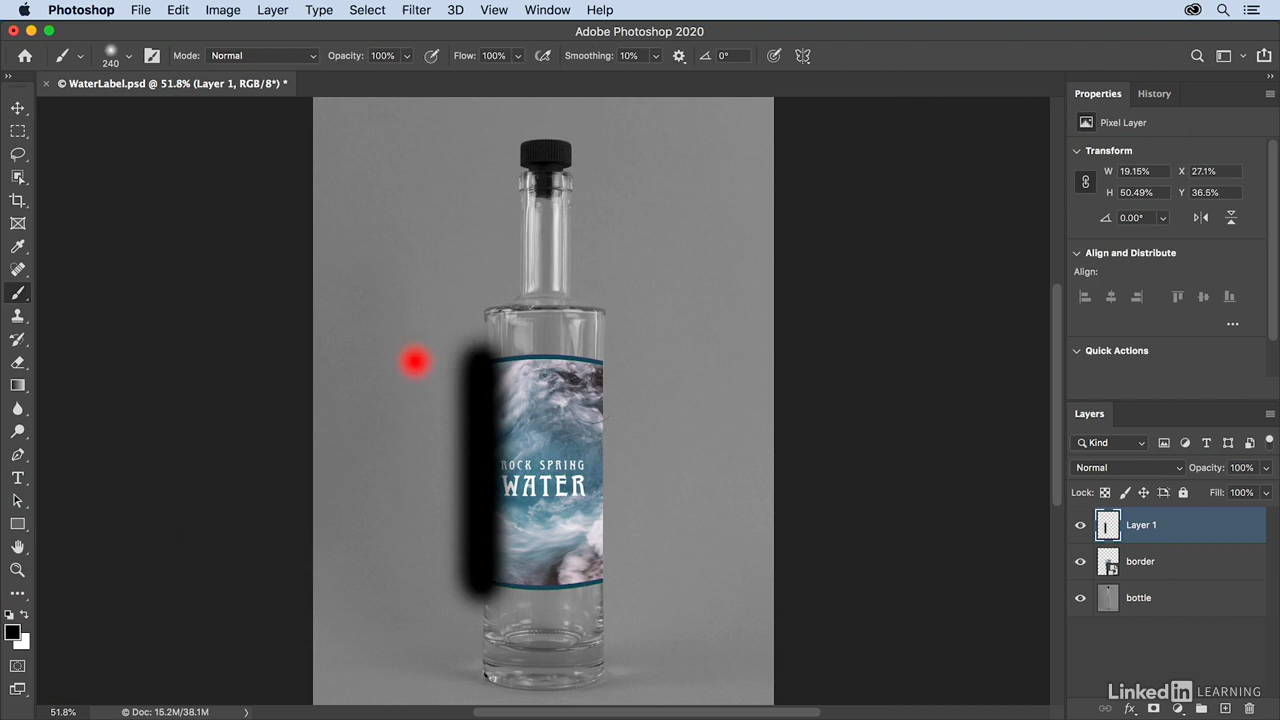 Photoshop File Edit Image Layer Type Select Filter 3D View Window Help
Adobe Photoshop 2020
240 Mode: Normal Opacity: 100% Flow: 100% Smoothing: 10% 0°
© WaterLabel.psd @ 51.8% (Layer 1, RGB/8*) *
Properties History
Pixel Layer
Transform
W 19.15% X 27.1%
H 50.49% Y 36.5%
0.00°
Align and Distribute
Align:
Quick Actions
ROCK SPRING
WATER
Layers
Kind
Normal Opacity: 100%
Lock: Fill: 100%
Layer 1
border
bottle
LinkedIn LEARNING
51.8% © Doc: 15.2M/38.1M